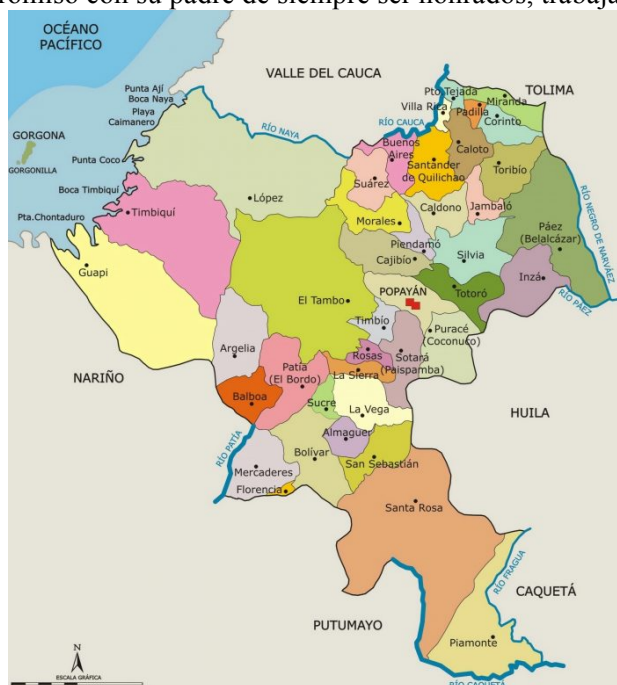 omiso con su padre de siempre ser honrados, trabaja
OCÉANO
PACÍFICO
VALLE DEL CAUCA
TOLIMA
Punta Ají
Boca Naya
Playa
Caimanero
GORGONA
GORGONILLA
Punta Coco
Boca Timbiquí
Pta.Chontaduro
RÍO NAYA
RÍO CAUCA
Pto.Tejada
Villa Rica
Padilla
Miranda
Corinto
Buenos
Aires
Santander
de Quilichao
Caloto
Toribío
Suárez
López
Timbiquí
Morales
Caldono
Jambaló
Páez
(Belalcázar)
RÍO NEGRO DE NARVÁEZ
Piendamó
Cajibío
Silvia
Inzá
RÍO PÁEZ
Guapi
El Tambo
POPAYÁN
Totoró
Timbío
Puracé
(Coconuco)
Argelia
Rosas
Sotará
(Paispamba)
Patía
(El Bordo)
La Sierra
NARIÑO
Balboa
Sucre
La Vega
HUILA
RÍO PATÍA
Almaguer
Bolívar
San Sebastián
Mercaderes
Florencia
Santa Rosa
RÍO FRAGUA
CAQUETÁ
PUTUMAYO
Piamonte
RÍO CAQUETÁ
N
ESCALA GRÁFICA